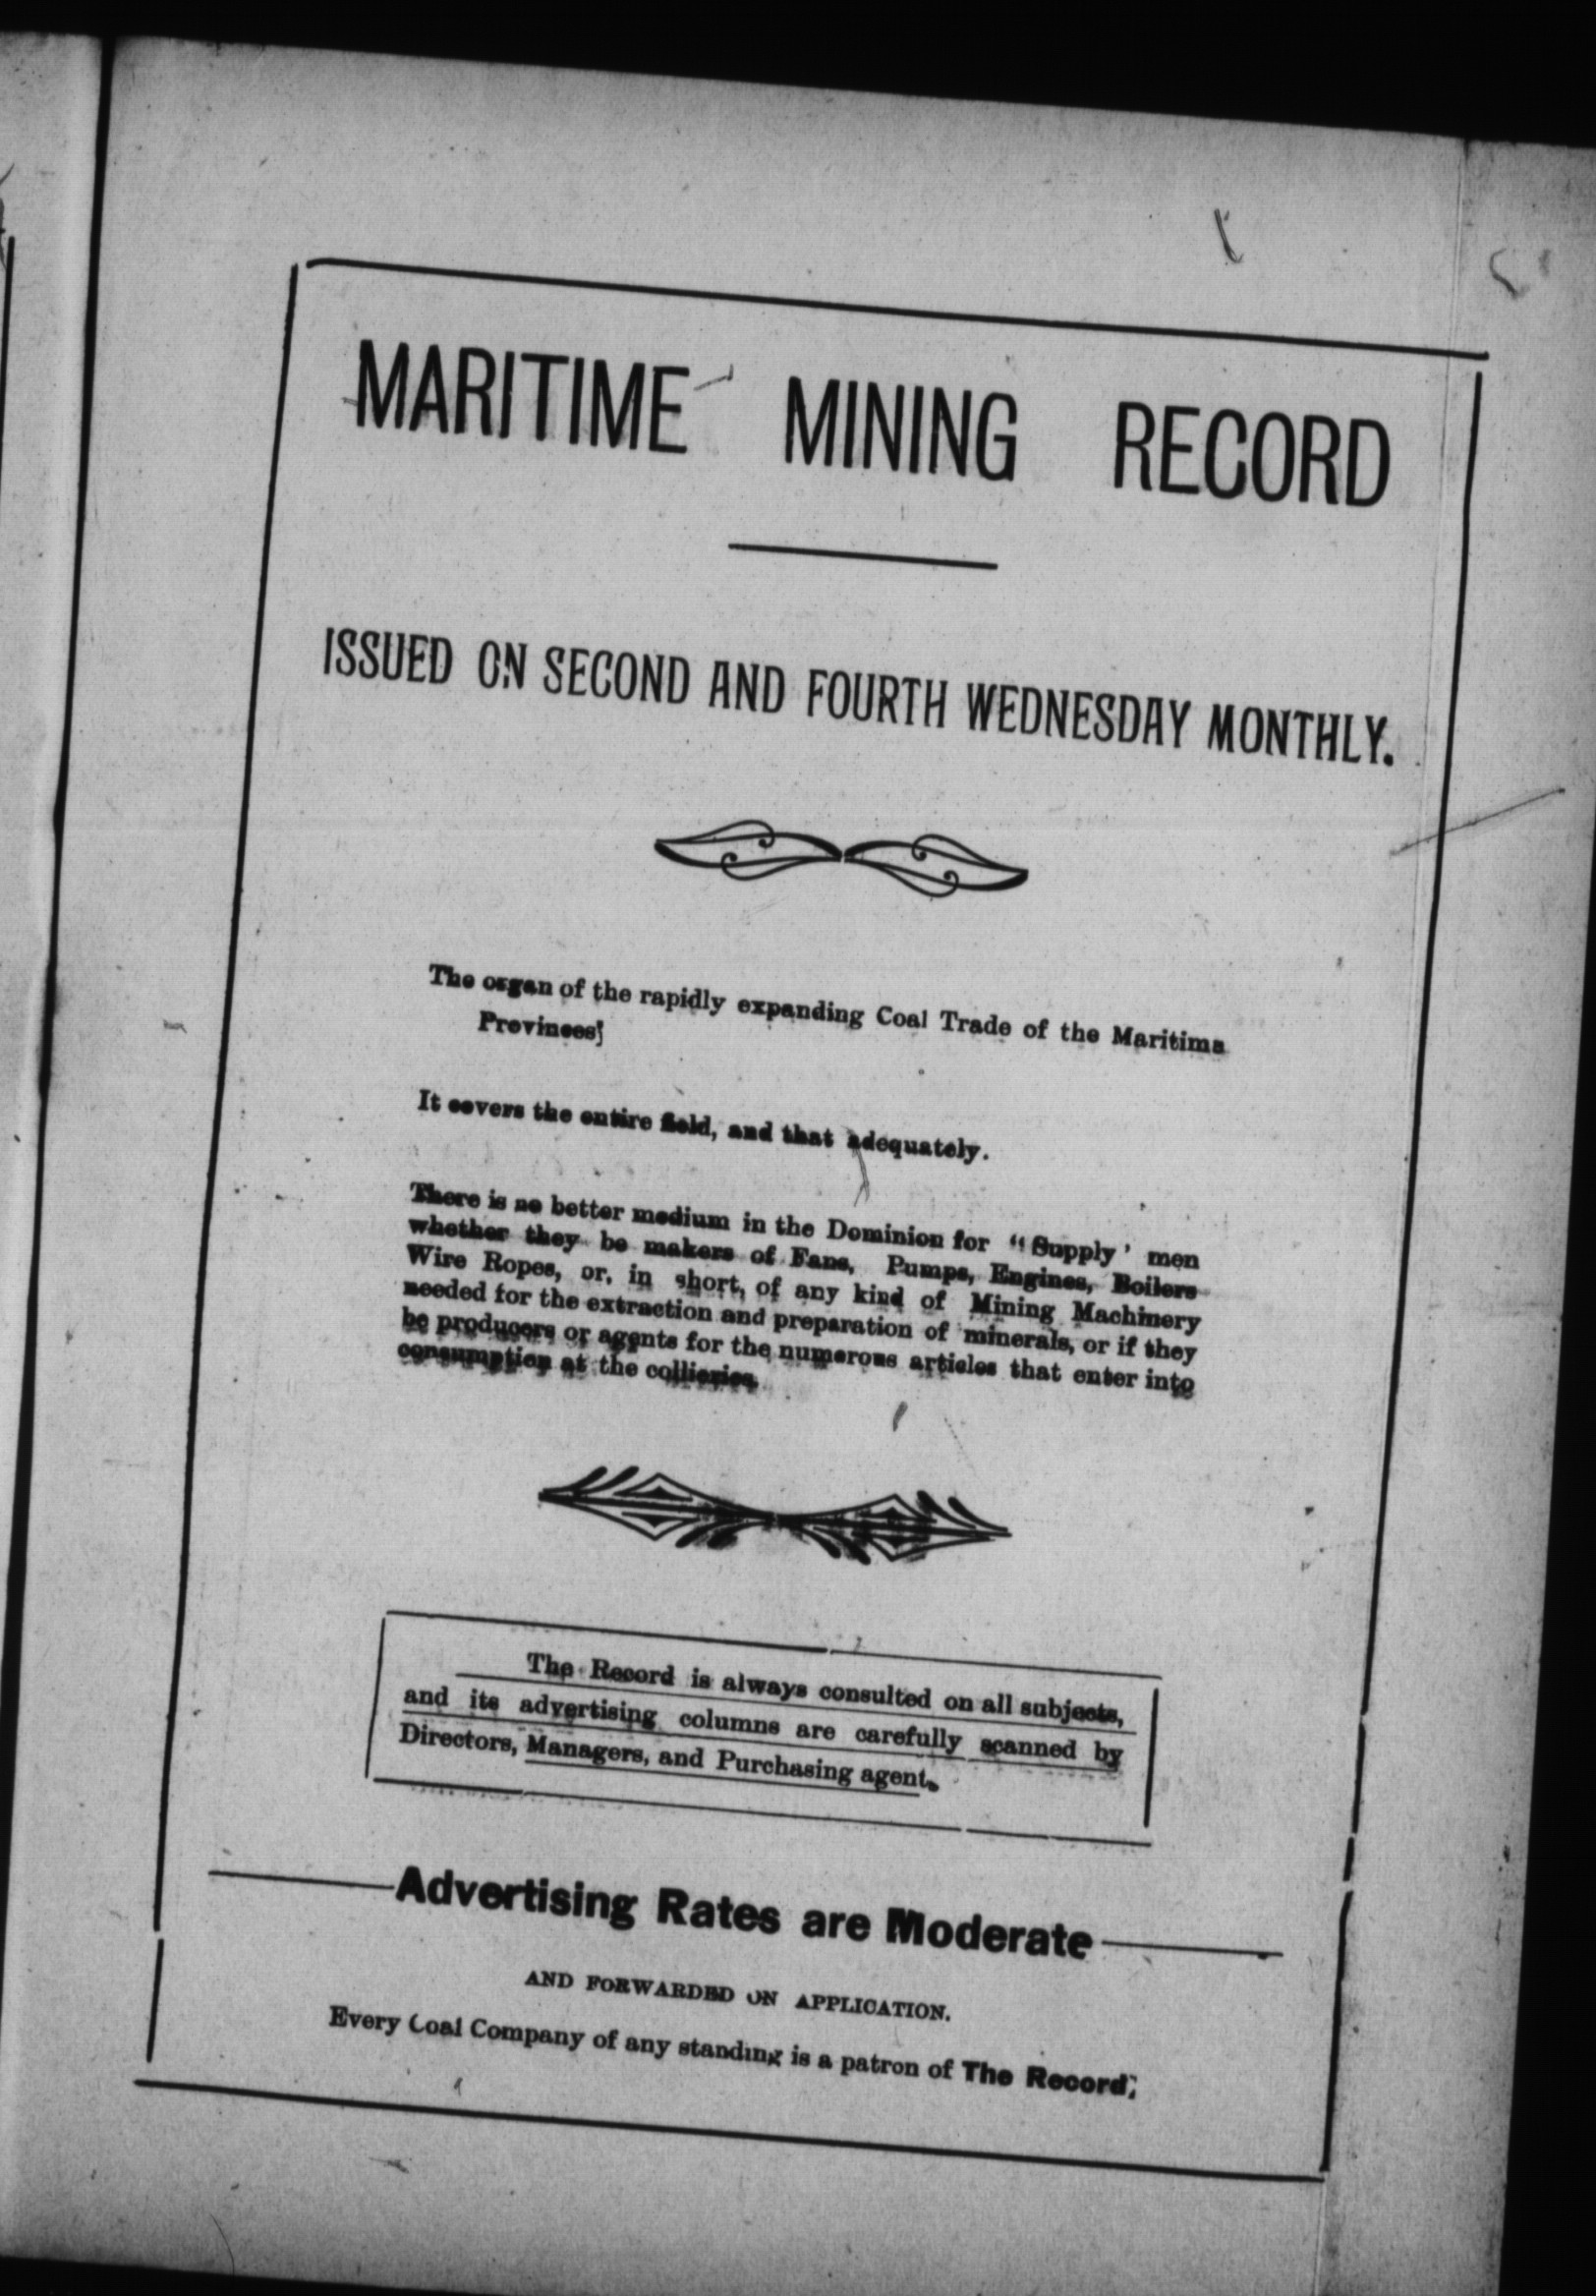 MARITIME MINING RECORD
ISSUED ON SECOND AND FOURTH WEDNESDAY MONTHLY.
The organ of the rapidly expanding Coal Trade of the Maritime
Provinces;
It covers the entire field, and that adequately.
There is no better medium in the Dominion for "Supply' men
whether they be makers of Fans, Pumps, Engines, Boilers
Wire Ropes, or, in short, of any kind of Mining Machinery
needed for the extraction and preparation of minerals, or if they
be producers or agents for the numerous articles that enter into
consumption at the collieries.
The Record is always consulted on all subjects,
and its advertising columns are carefully scanned by
Directors, Managers, and Purchasing agent.
Advertising Rates are Moderate
AND FORWARDED ON APPLICATION.
Every Coal Company of any standing is a patron of The Record;